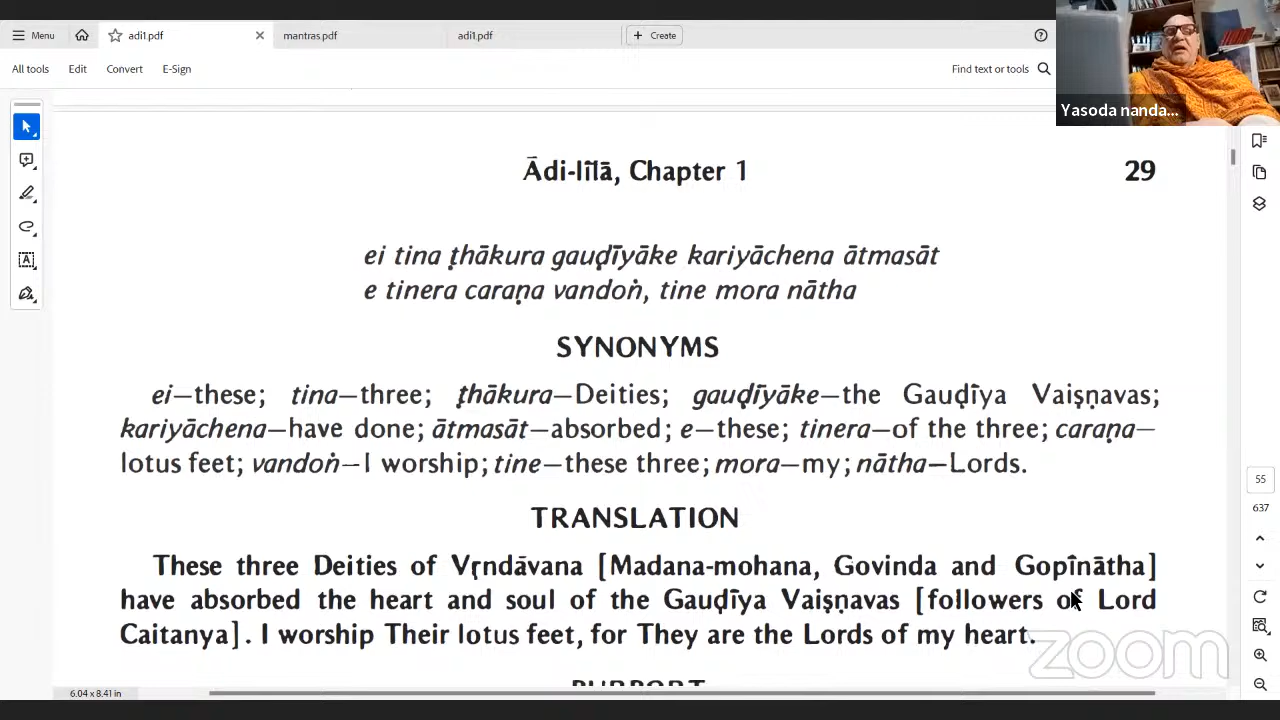 Menu
adi1.pdf
mantras.pdf
adi1.pdf
Create
All tools
Edit
Convert
E-Sign
Find text or tools
Yasoda nanda...
Ādi-līlā, Chapter 1
29
ei tina ṭhākura gauḍīyāke kariyāchena ātmasāt
e tinera caraṇa vandoṅ, tine mora nātha
SYNONYMS
ei—these; tina—three; ṭhākura—Deities; gauḍīyāke—the Gauḍīya Vaiṣṇavas;
kariyāchena—have done; ātmasāt—absorbed; e—these; tinera—of the three; caraṇa—
lotus feet; vandoṅ—I worship; tine—these three; mora—my; nātha—Lords.
TRANSLATION
These three Deities of Vṛndāvana [Madana-mohana, Govinda and Gopīnātha]
have absorbed the heart and soul of the Gauḍīya Vaiṣṇavas [followers of Lord
Caitanya]. I worship Their lotus feet, for They are the Lords of my heart.
PURPORT
55
637
6.04 x 8.41 in
zoom